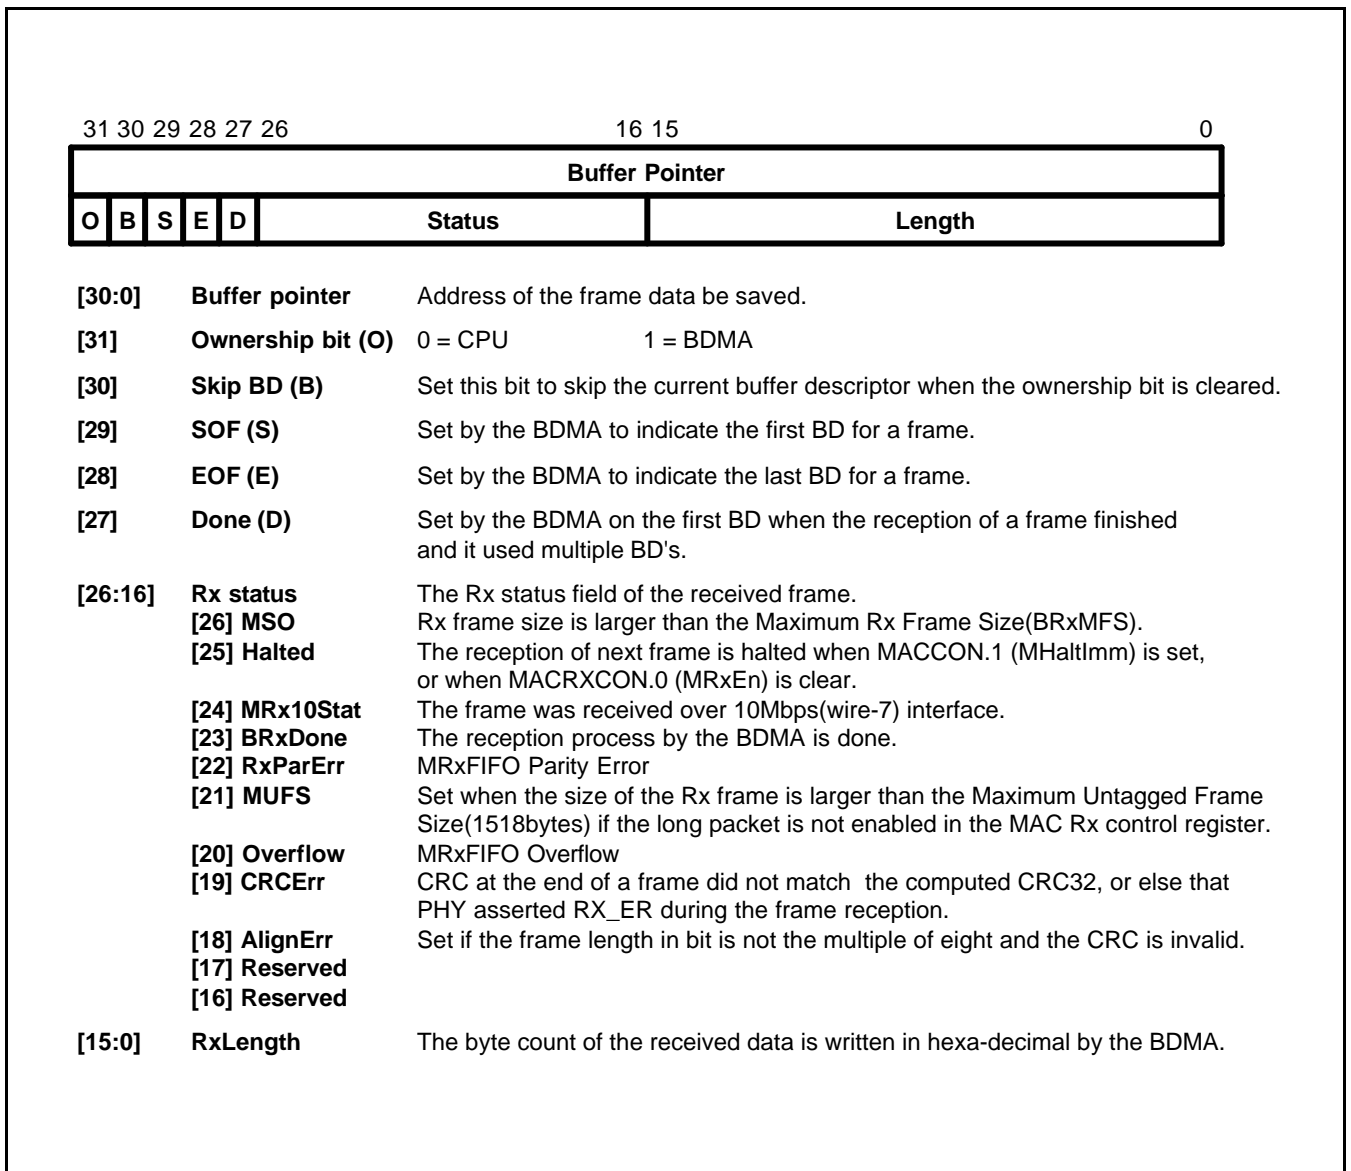 31 30 29 28 27 26 16 15 0
Buffer Pointer
O B S E D Status Length
[30:0] Buffer pointer Address of the frame data be saved.
[31] Ownership bit (O) 0 = CPU 1 = BDMA
[30] Skip BD (B) Set this bit to skip the current buffer descriptor when the ownership bit is cleared.
[29] SOF (S) Set by the BDMA to indicate the first BD for a frame.
[28] EOF (E) Set by the BDMA to indicate the last BD for a frame.
[27] Done (D) Set by the BDMA on the first BD when the reception of a frame finished
and it used multiple BD's.
[26:16] Rx status The Rx status field of the received frame.
[26] MSO Rx frame size is larger than the Maximum Rx Frame Size(BRxMFS).
[25] Halted The reception of next frame is halted when MACCON.1 (MHaltImm) is set,
or when MACRXCON.0 (MRxEn) is clear.
[24] MRx10Stat The frame was received over 10Mbps(wire-7) interface.
[23] BRxDone The reception process by the BDMA is done.
[22] RxParErr MRxFIFO Parity Error
[21] MUFS Set when the size of the Rx frame is larger than the Maximum Untagged Frame
Size(1518bytes) if the long packet is not enabled in the MAC Rx control register.
[20] Overflow MRxFIFO Overflow
[19] CRCErr CRC at the end of a frame did not match the computed CRC32, or else that
PHY asserted RX_ER during the frame reception.
[18] AlignErr Set if the frame length in bit is not the multiple of eight and the CRC is invalid.
[17] Reserved
[16] Reserved
[15:0] RxLength The byte count of the received data is written in hexa-decimal by the BDMA.